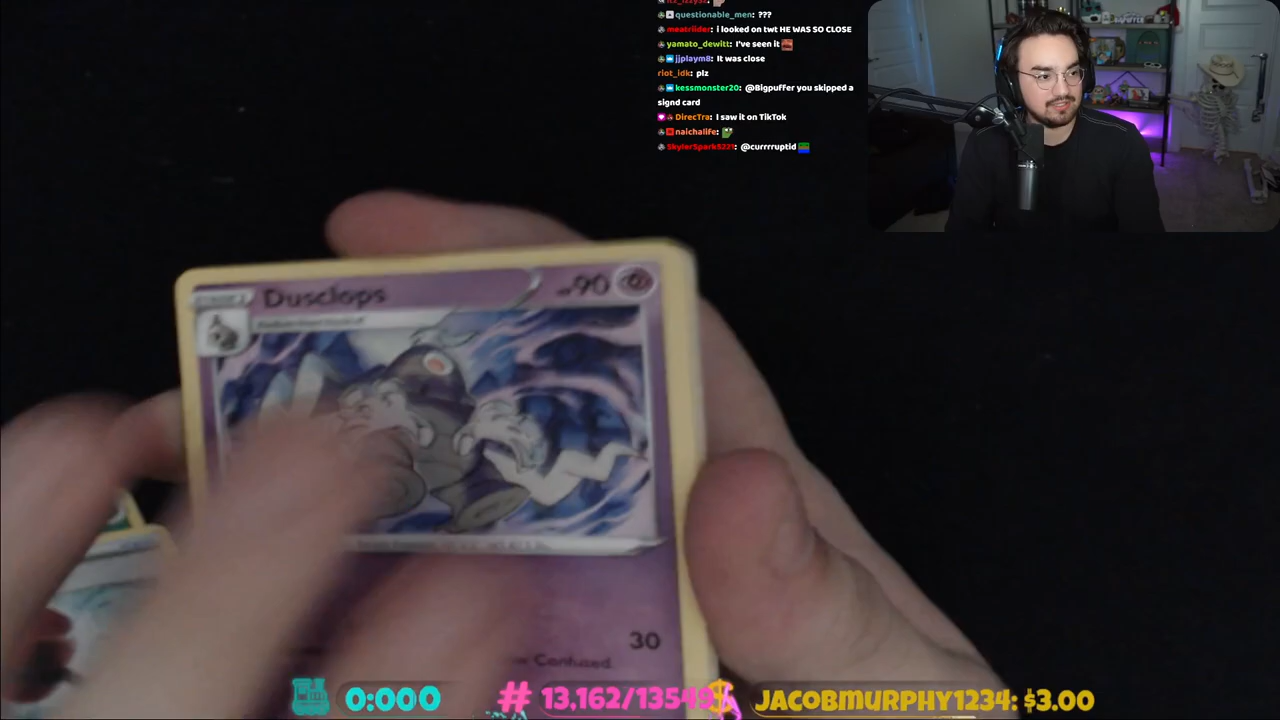 questionable_men: ???
meatriider: i looked on twt HE WAS SO CLOSE
yamato_dewitt: I've seen it
jjplaym8: It was close
riot_idk: plz
kessmonster20: @Bigpuffer you skipped a
signd card
DirecTra: I saw it on TikTok
naichalife:
SkylerSpark5221: @currrruptid
Dusclops
90
30
Confused.
0:000
# 13,162/13549
JACOBMURPHY1234: $3.00